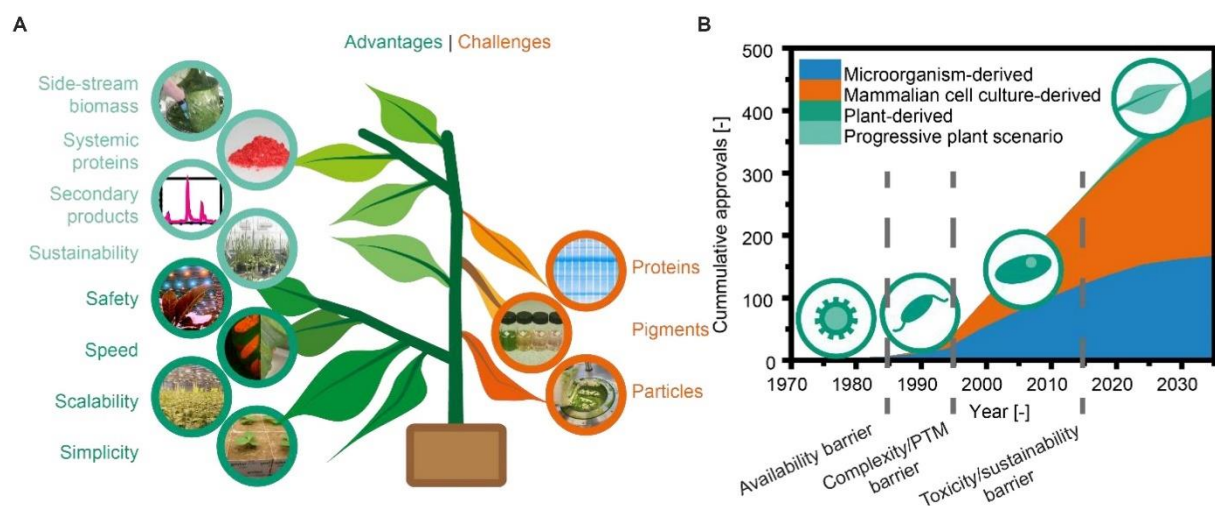 A
Advantages | Challenges
Side-stream
biomass
Systemic
proteins
Secondary
products
Sustainability
Safety
Speed
Scalability
Simplicity
Proteins
Pigments
Particles
B
500
400
300
200
100
0
Cummulative approvals [-]
Microorganism-derived
Mammalian cell culture-derived
Plant-derived
Progressive plant scenario
1970
1980
1990
2000
2010
2020
2030
Year [-]
Availability barrier
Complexity/PTM
barrier
Toxicity/sustainability
barrier